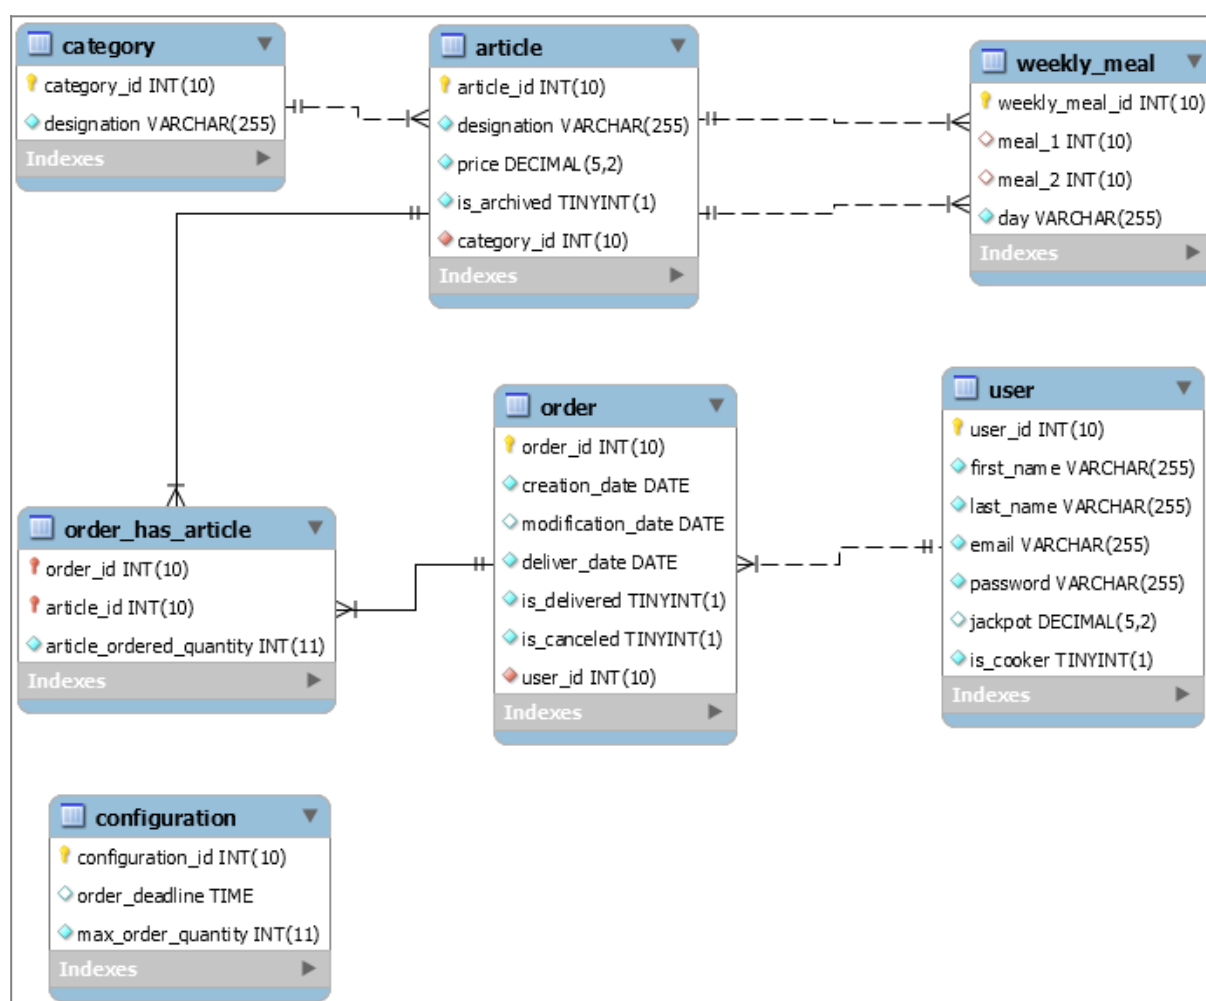 category
category_id INT(10)
designation VARCHAR(255)
Indexes
article
article_id INT(10)
designation VARCHAR(255)
price DECIMAL(5,2)
is_archived TINYINT(1)
category_id INT(10)
Indexes
weekly_meal
weekly_meal_id INT(10)
meal_1 INT(10)
meal_2 INT(10)
day VARCHAR(255)
Indexes
order_has_article
order_id INT(10)
article_id INT(10)
article_ordered_quantity INT(11)
Indexes
order
order_id INT(10)
creation_date DATE
modification_date DATE
deliver_date DATE
is_delivered TINYINT(1)
is_canceled TINYINT(1)
user_id INT(10)
Indexes
user
user_id INT(10)
first_name VARCHAR(255)
last_name VARCHAR(255)
email VARCHAR(255)
password VARCHAR(255)
jackpot DECIMAL(5,2)
is_cooker TINYINT(1)
Indexes
configuration
configuration_id INT(10)
order_deadline TIME
max_order_quantity INT(11)
Indexes